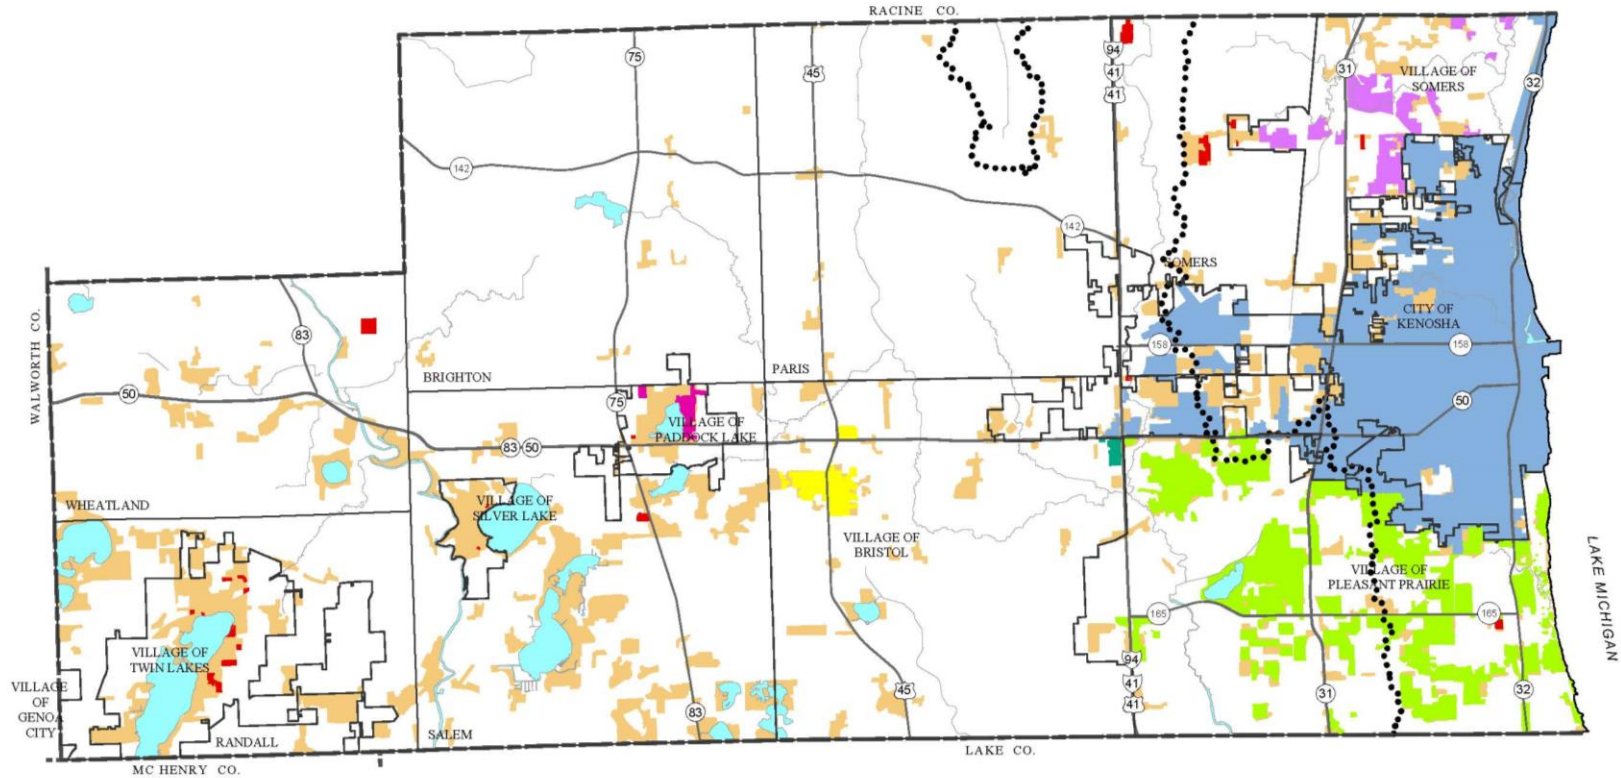 RACINE CO.
75
45
94
41
41
31
VILLAGE OF
SOMERS
32
142
142
SOMERS
WALWORTH CO.
83
CITY OF
KENOSHA
158
158
BRIGHTON
PARIS
50
75
50
VILLAGE OF
PADDOCK LAKE
83
50
WHEATLAND
VILLAGE OF
SILVER LAKE
VILLAGE OF
BRISTOL
VILLAGE OF
PLEASANT PRAIRIE
LAKE MICHIGAN
165
165
VILLAGE OF
TWIN LAKES
94
41
41
VILLAGE
OF
GENOA
CITY
45
31
32
83
RANDALL
SALEM
LAKE CO.
MC HENRY CO.